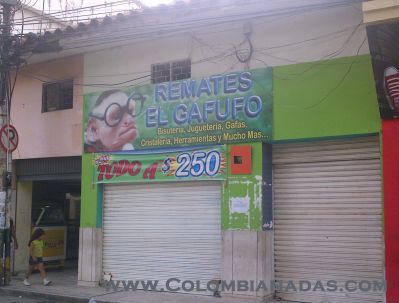 REMATES
EL GAFUFO
Bisutería, Juguetería, Gafas,
Cristalería, Herramientas y Mucho Mas...
TODO a $250
www.Colombianadas.com